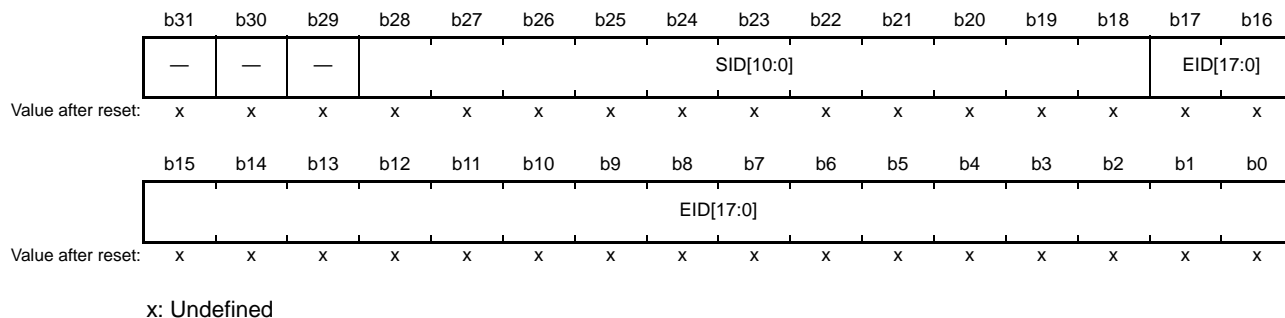 b31 b30 b29 b28 b27 b26 b25 b24 b23 b22 b21 b20 b19 b18 b17 b16
— — — SID[10:0] EID[17:0]
Value after reset: x x x x x x x x x x x x x x x x
b15 b14 b13 b12 b11 b10 b9 b8 b7 b6 b5 b4 b3 b2 b1 b0
EID[17:0]
Value after reset: x x x x x x x x x x x x x x x x
x: Undefined